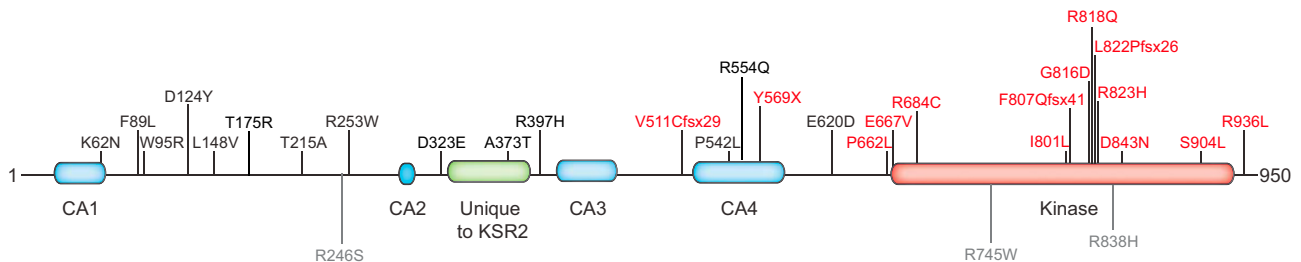 R818Q
L822Pfsx26
R554Q
G816D
D124Y
Y569X
F807Qfsx41
R823H
F89L
T175R
R253W
R397H
V511Cfsx29
E620D
E667V
R684C
R936L
K62N
W95R
L148V
T215A
D323E
A373T
P542L
P662L
I801L
D843N
S904L
1
950
CA1
CA2
Unique
to KSR2
CA3
CA4
Kinase
R246S
R745W
R838H